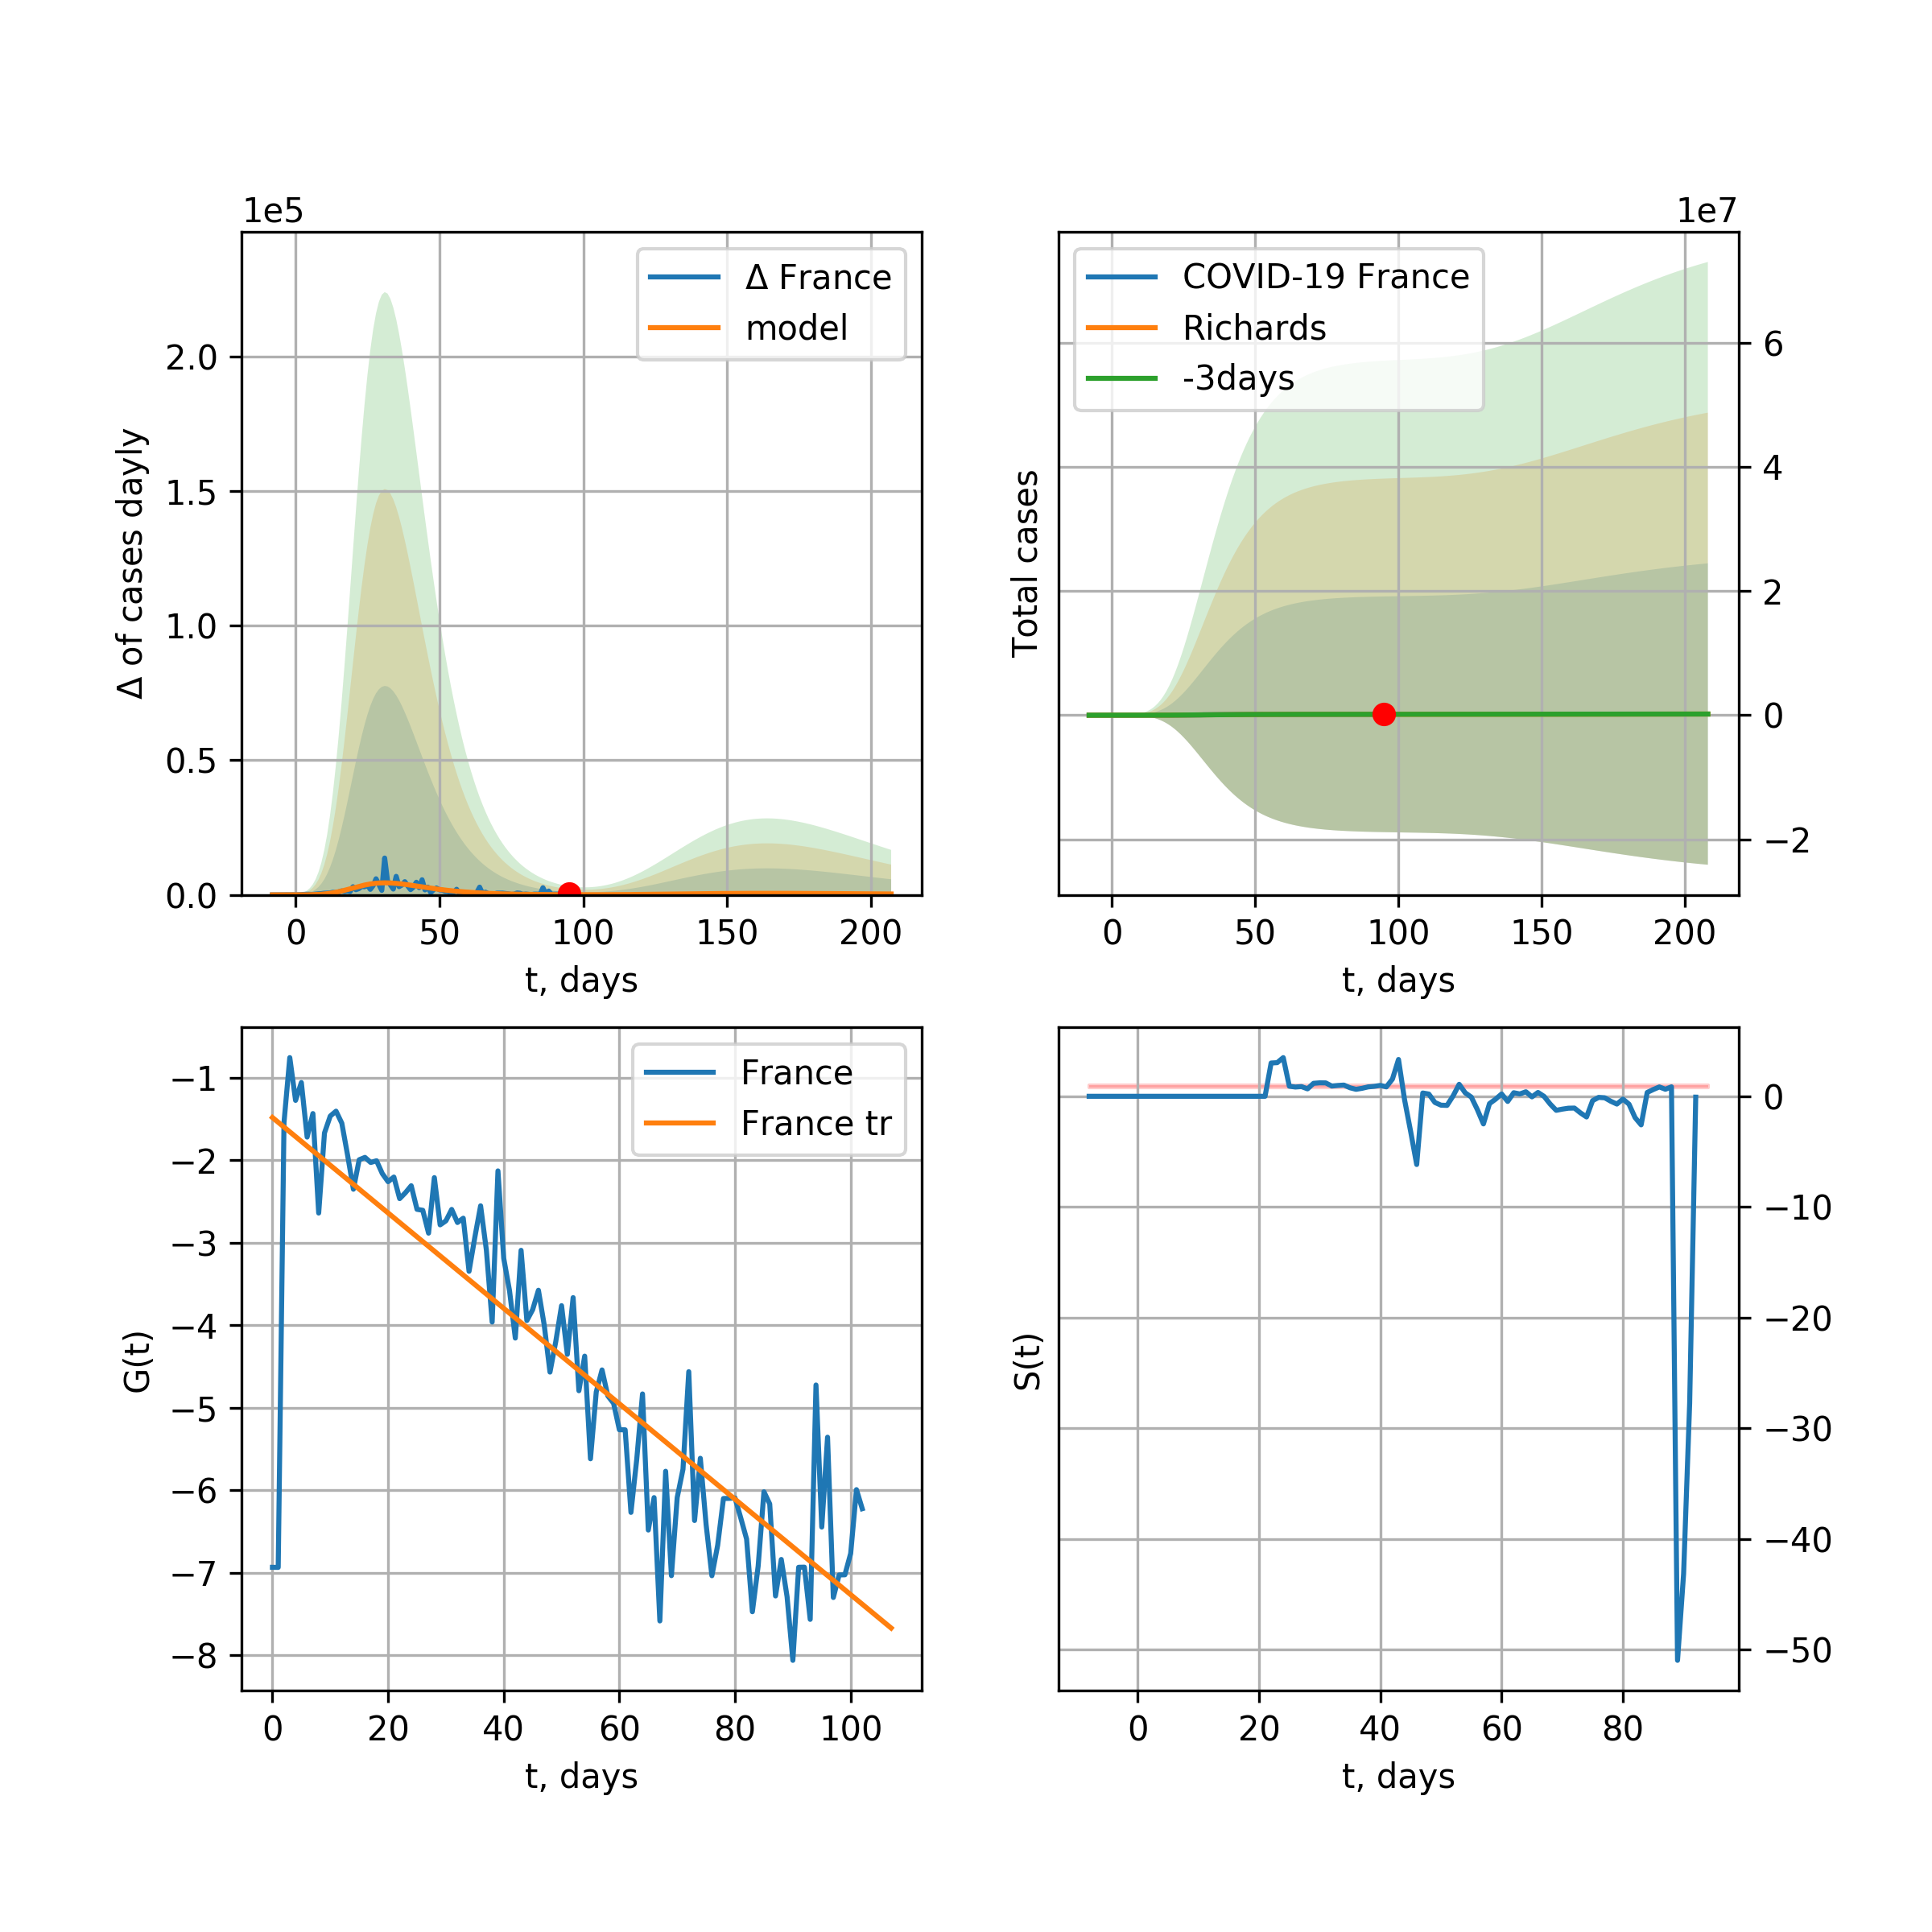 1e5
Δ France
model
2.0
1.5
1.0
0.5
0.0
Δ of cases dayly
0 50 100 150 200
t, days
1e7
COVID-19 France
Richards
-3days
6
4
2
0
−2
Total cases
0 50 100 150 200
t, days
France
France tr
−1
−2
−3
−4
−5
−6
−7
−8
G(t)
0 20 40 60 80 100
t, days
0
−10
−20
−30
−40
−50
S(t)
0 20 40 60 80
t, days